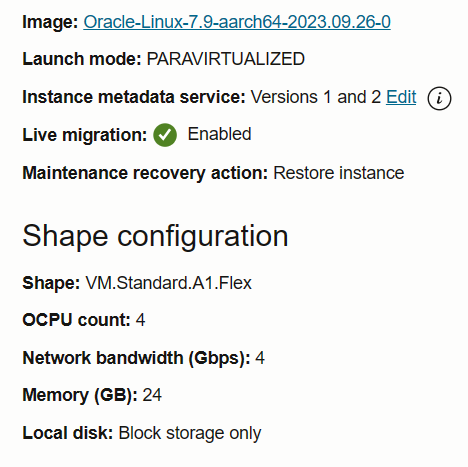 Image: Oracle-Linux-7.9-aarch64-2023.09.26-0
Launch mode: PARAVIRTUALIZED
Instance metadata service: Versions 1 and 2 Edit i
Live migration: Enabled
Maintenance recovery action: Restore instance
Shape configuration
Shape: VM.Standard.A1.Flex
OCPU count: 4
Network bandwidth (Gbps): 4
Memory (GB): 24
Local disk: Block storage only